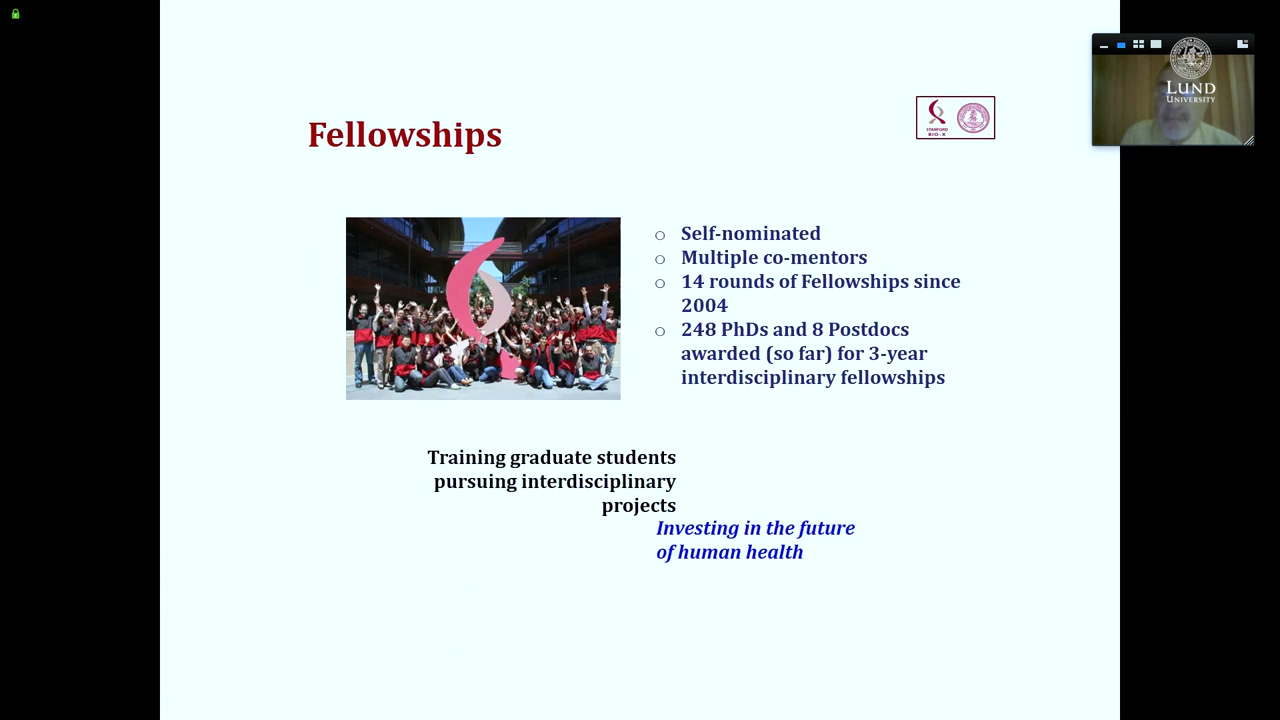 LUND
UNIVERSITY
Fellowships
STANFORD
BIO-X
Self-nominated
Multiple co-mentors
14 rounds of Fellowships since
2004
248 PhDs and 8 Postdocs
awarded (so far) for 3-year
interdisciplinary fellowships
Training graduate students
pursuing interdisciplinary
projects
Investing in the future
of human health